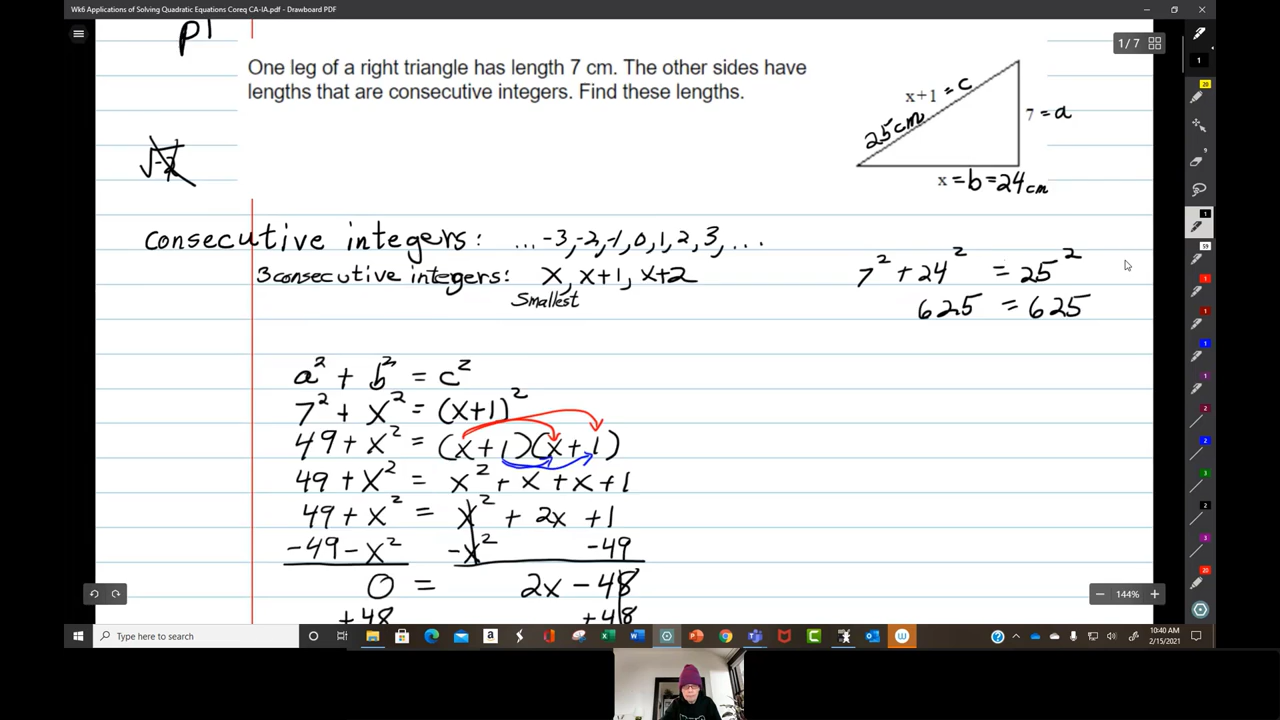 Wk6 Applications of Solving Quadratic Equations Coreq CA-IA.pdf - Drawboard PDF
p1
1/7
One leg of a right triangle has length 7 cm. The other sides have
lengths that are consecutive integers. Find these lengths.
x+1 = c
25cm
7 = a
x = b = 24cm
√-2
consecutive integers: ...-3,-2,-1,0,1,2,3,...
3 consecutive integers: x, x+1, x+2
Smallest
7² + 24² = 25²
625 = 625
a² + b² = c²
7² + x² = (x+1)²
49 + x² = (x+1)(x+1)
49 + x² = x² + x + x + 1
49 + x² = x² + 2x + 1
-49 - x² -x² -49
0 = 2x - 48
+48 +48
144%
Type here to search
10:40 AM
2/15/2021